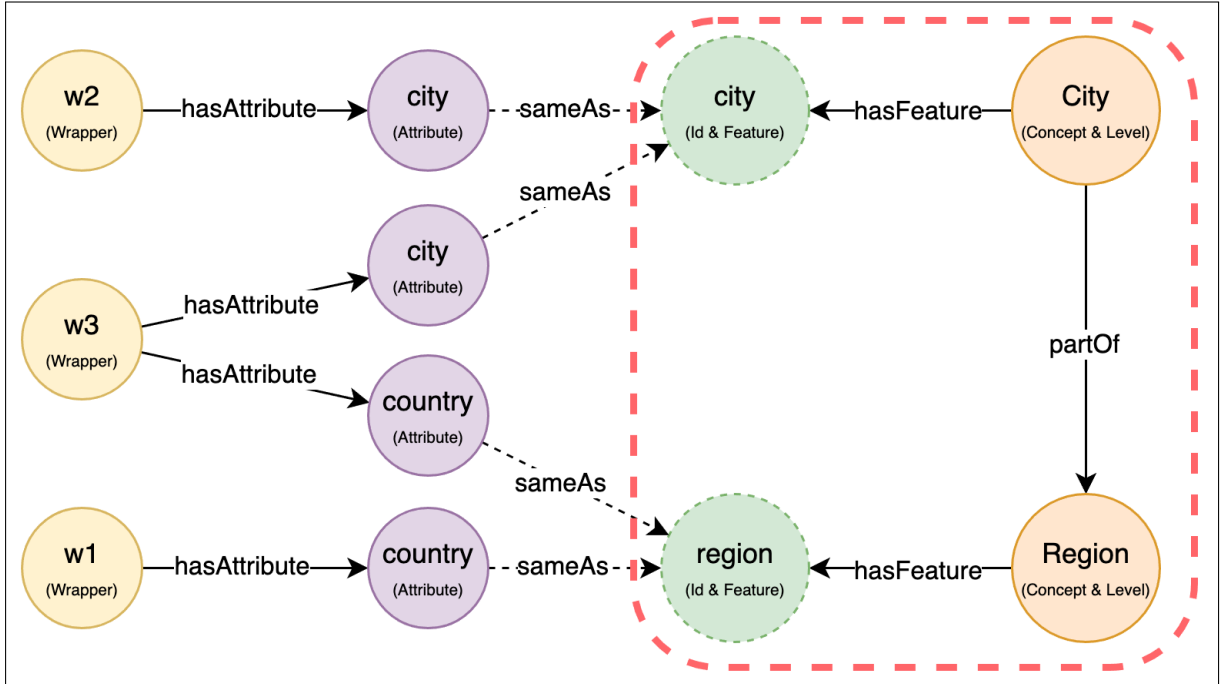 w2
(Wrapper)
hasAttribute
city
(Attribute)
sameAs
city
(Id & Feature)
hasFeature
City
(Concept & Level)
sameAs
city
(Attribute)
hasAttribute
w3
(Wrapper)
hasAttribute
country
(Attribute)
partOf
sameAs
w1
(Wrapper)
hasAttribute
country
(Attribute)
sameAs
region
(Id & Feature)
hasFeature
Region
(Concept & Level)